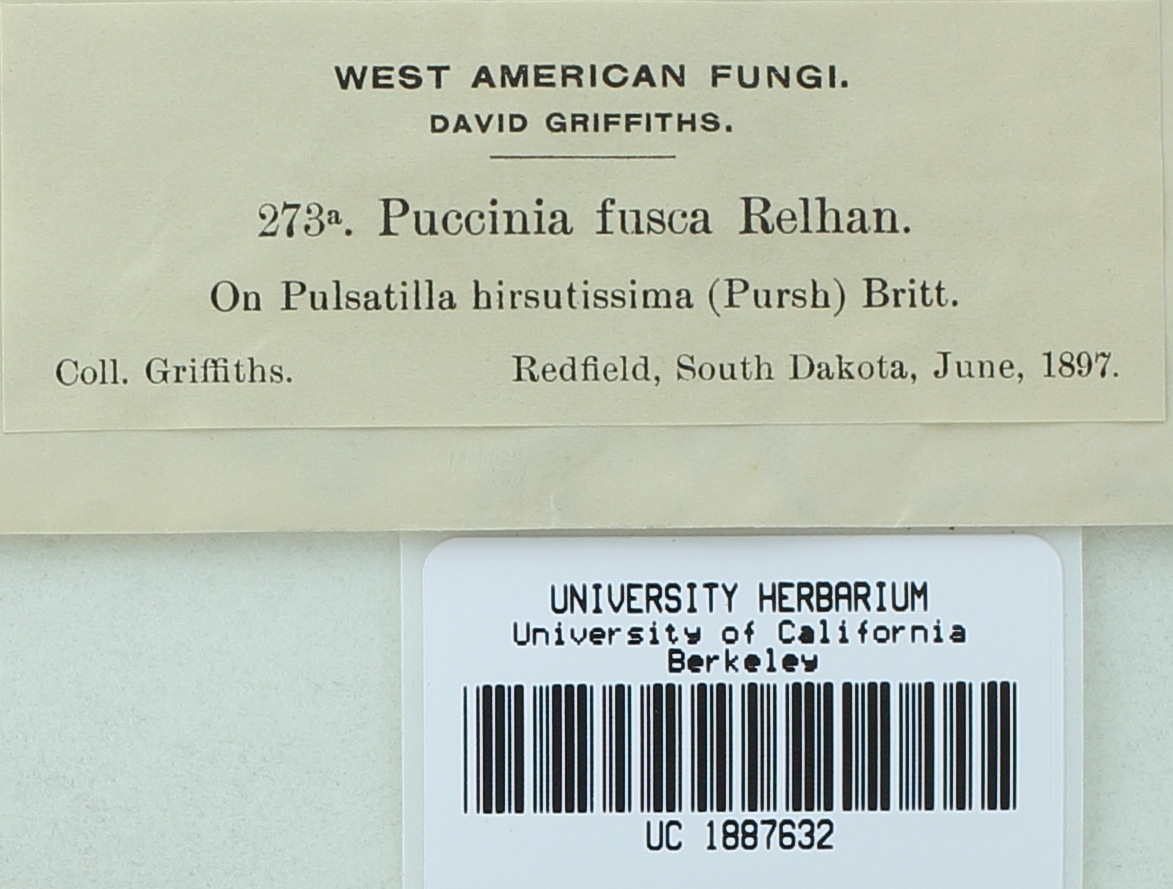 WEST AMERICAN FUNGI.
DAVID GRIFFITHS.
273a. Puccinia fusca Relhan.
On Pulsatilla hirsutissima (Pursh) Britt.
Coll. Griffiths. Redfield, South Dakota, June, 1897.
UNIVERSITY HERBARIUM
University of California
Berkeley
UC 1887632